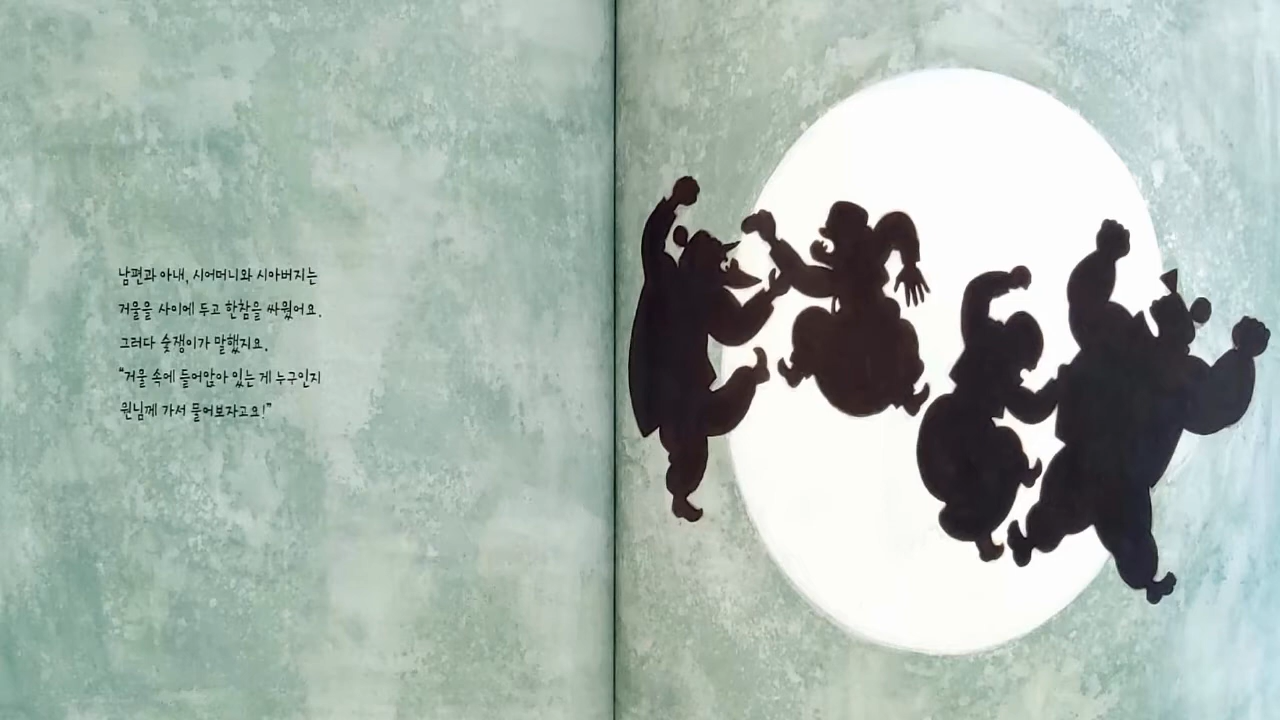 남편과 아내, 시어머니와 시아버지는
거울을 사이에 두고 한참을 싸웠어요.
그러다 숯쟁이가 말했지요.
“거울 속에 들어앉아 있는 게 누구인지
원님께 가서 물어보자고요!”